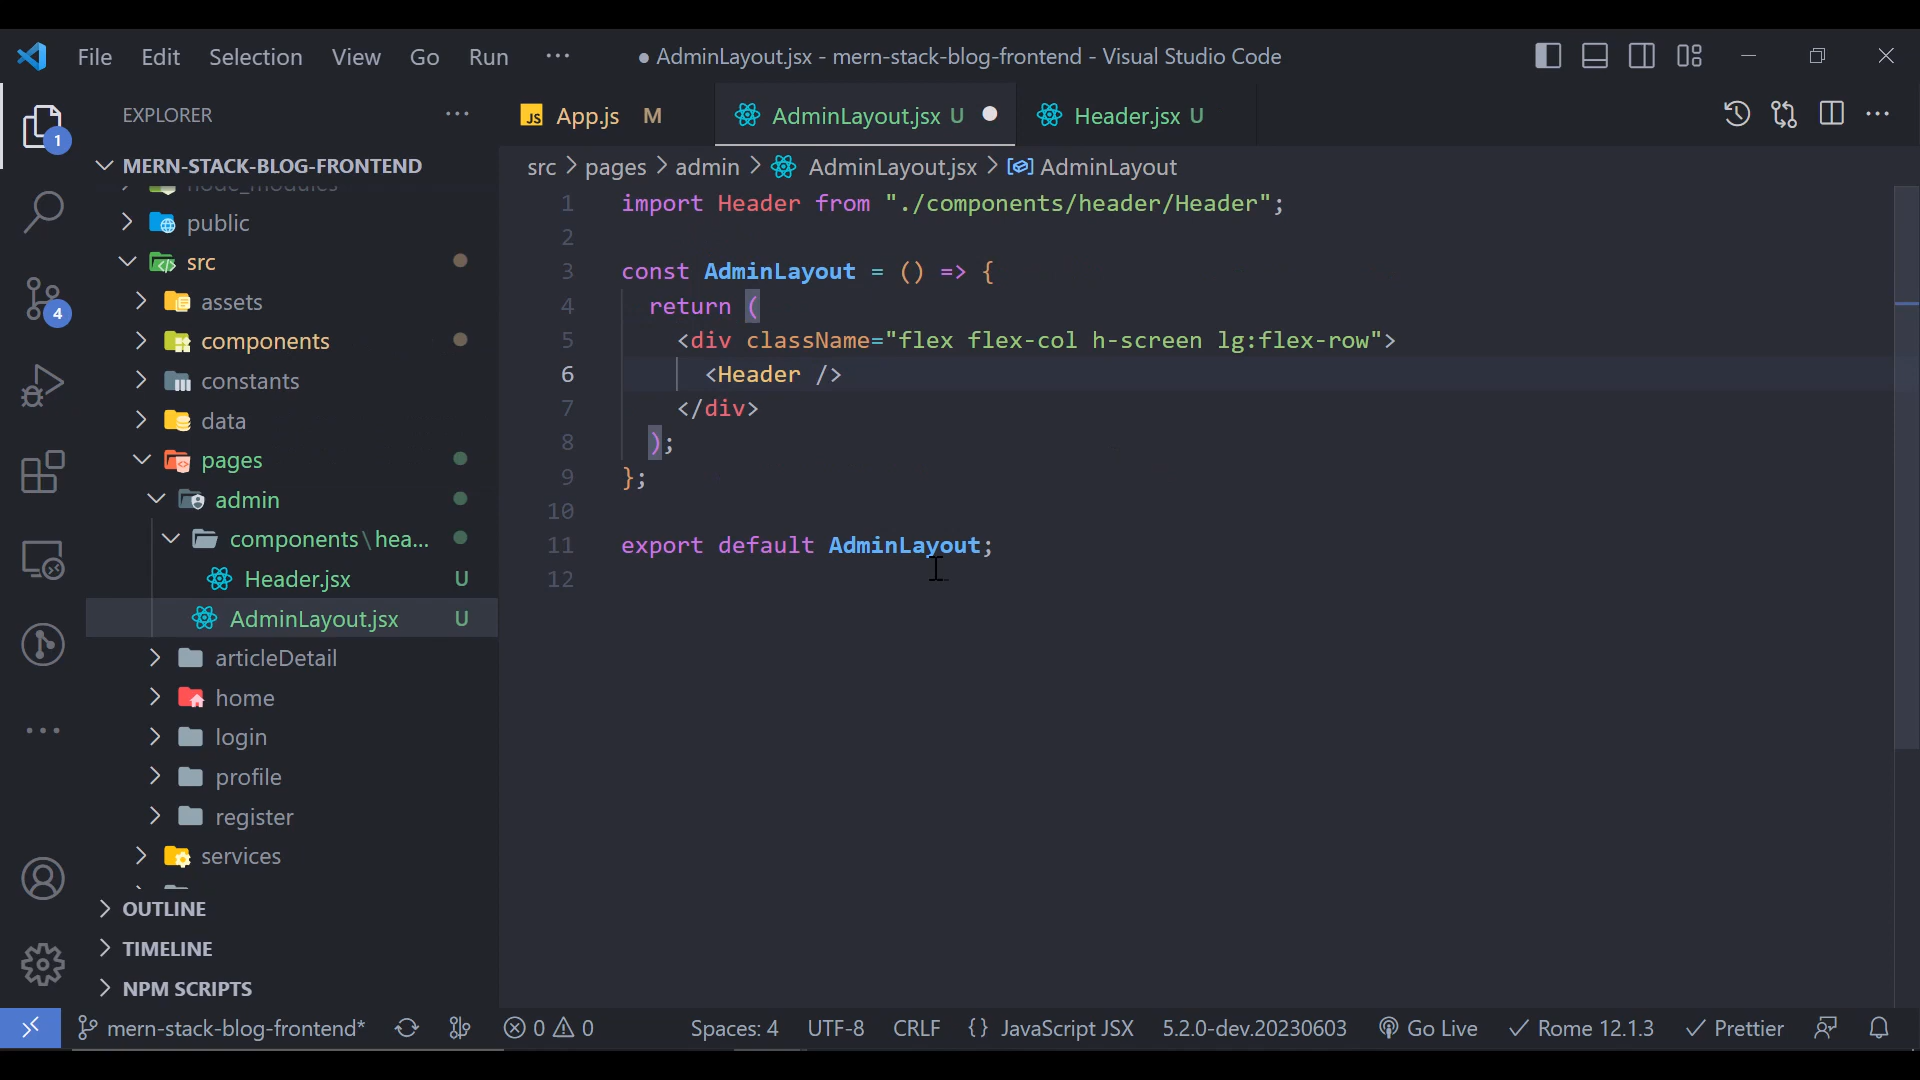 File Edit Selection View Go Run ··· ● AdminLayout.jsx - mern-stack-blog-frontend - Visual Studio Code
EXPLORER ···
App.js M AdminLayout.jsx U Header.jsx U
src > pages > admin > AdminLayout.jsx > AdminLayout
MERN-STACK-BLOG-FRONTEND
node_modules
public
src
assets
components
constants
data
pages
admin
components\hea...
Header.jsx U
AdminLayout.jsx U
articleDetail
home
login
profile
register
services
OUTLINE
TIMELINE
NPM SCRIPTS
1
4
JS
1 import Header from "./components/header/Header";
2
3 const AdminLayout = () => {
4 return (
5 <div className="flex flex-col h-screen lg:flex-row">
6 <Header />
7 </div>
8 );
9 };
10
11 export default AdminLayout;
12
mern-stack-blog-frontend* 0 0 Spaces: 4 UTF-8 CRLF {} JavaScript JSX 5.2.0-dev.20230603 Go Live Rome 12.1.3 Prettier